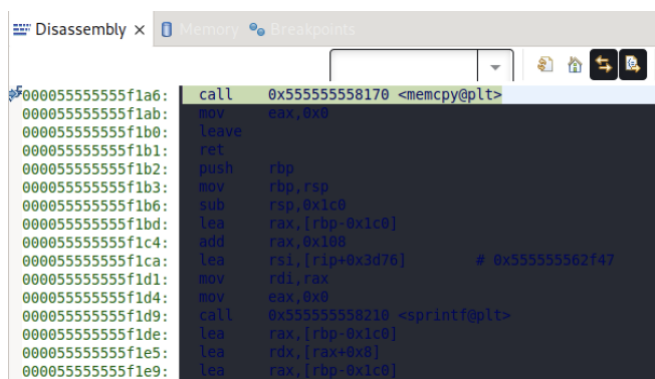 Disassembly × Memory Breakpoints
000055555555f1a6: call 0x555555558170 <memcpy@plt>
000055555555f1ab: mov eax,0x0
000055555555f1b0: leave
000055555555f1b1: ret
000055555555f1b2: push rbp
000055555555f1b3: mov rbp,rsp
000055555555f1b6: sub rsp,0x1c0
000055555555f1bd: lea rax,[rbp-0x1c0]
000055555555f1c4: add rax,0x108
000055555555f1ca: lea rsi,[rip+0x3d76] # 0x555555562f47
000055555555f1d1: mov rdi,rax
000055555555f1d4: mov eax,0x0
000055555555f1d9: call 0x555555558210 <sprintf@plt>
000055555555f1de: lea rax,[rbp-0x1c0]
000055555555f1e5: lea rdx,[rax+0x8]
000055555555f1e9: lea rax,[rbp-0x1c0]